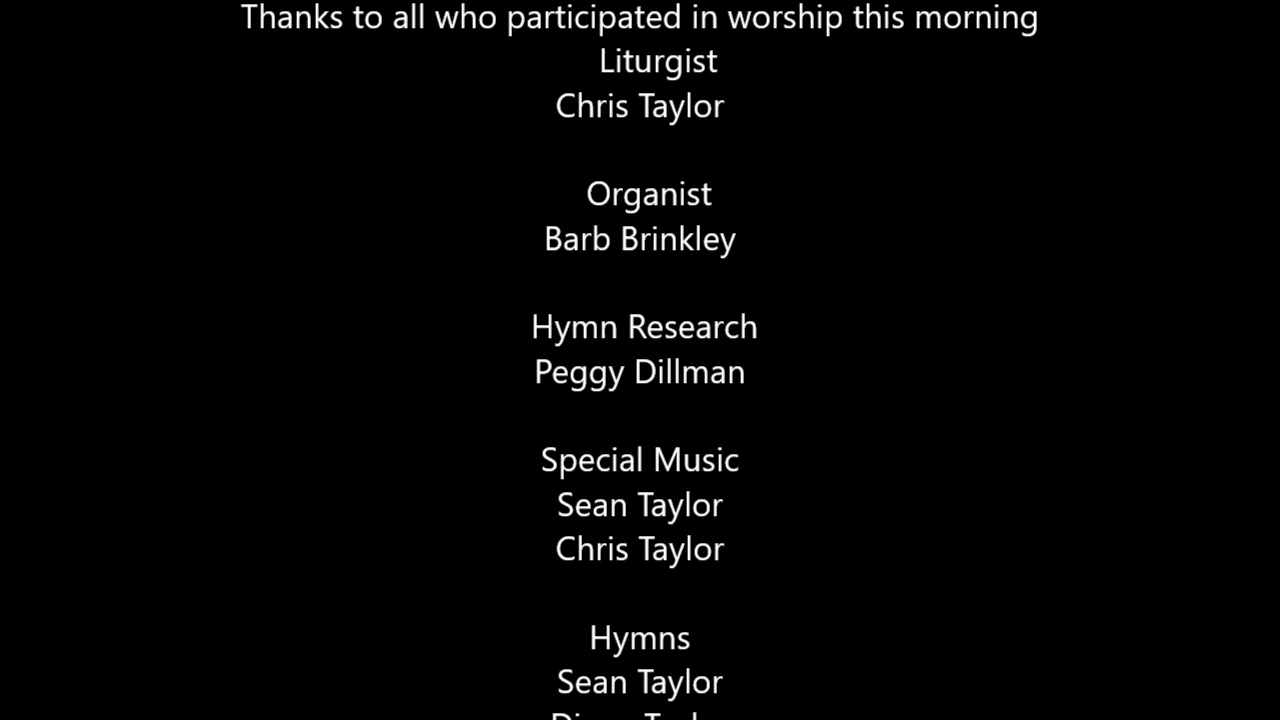 Thanks to all who participated in worship this morning
Liturgist
Chris Taylor
Organist
Barb Brinkley
Hymn Research
Peggy Dillman
Special Music
Sean Taylor
Chris Taylor
Hymns
Sean Taylor